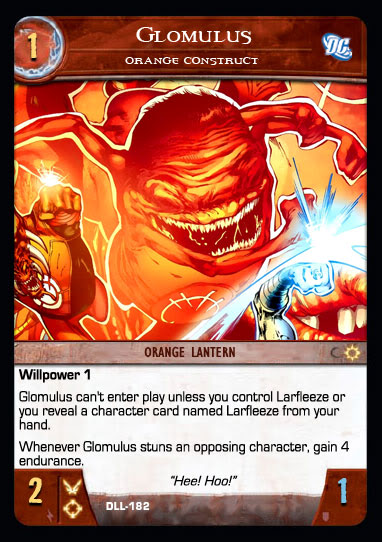 1
GLOMULUS
ORANGE CONSTRUCT
DC
ORANGE LANTERN
Willpower 1
Glomulus can't enter play unless you control Larfleeze or
you reveal a character card named Larfleeze from your
hand.
Whenever Glomulus stuns an opposing character, gain 4
endurance.
"Hee! Hoo!"
2
DLL-182
1